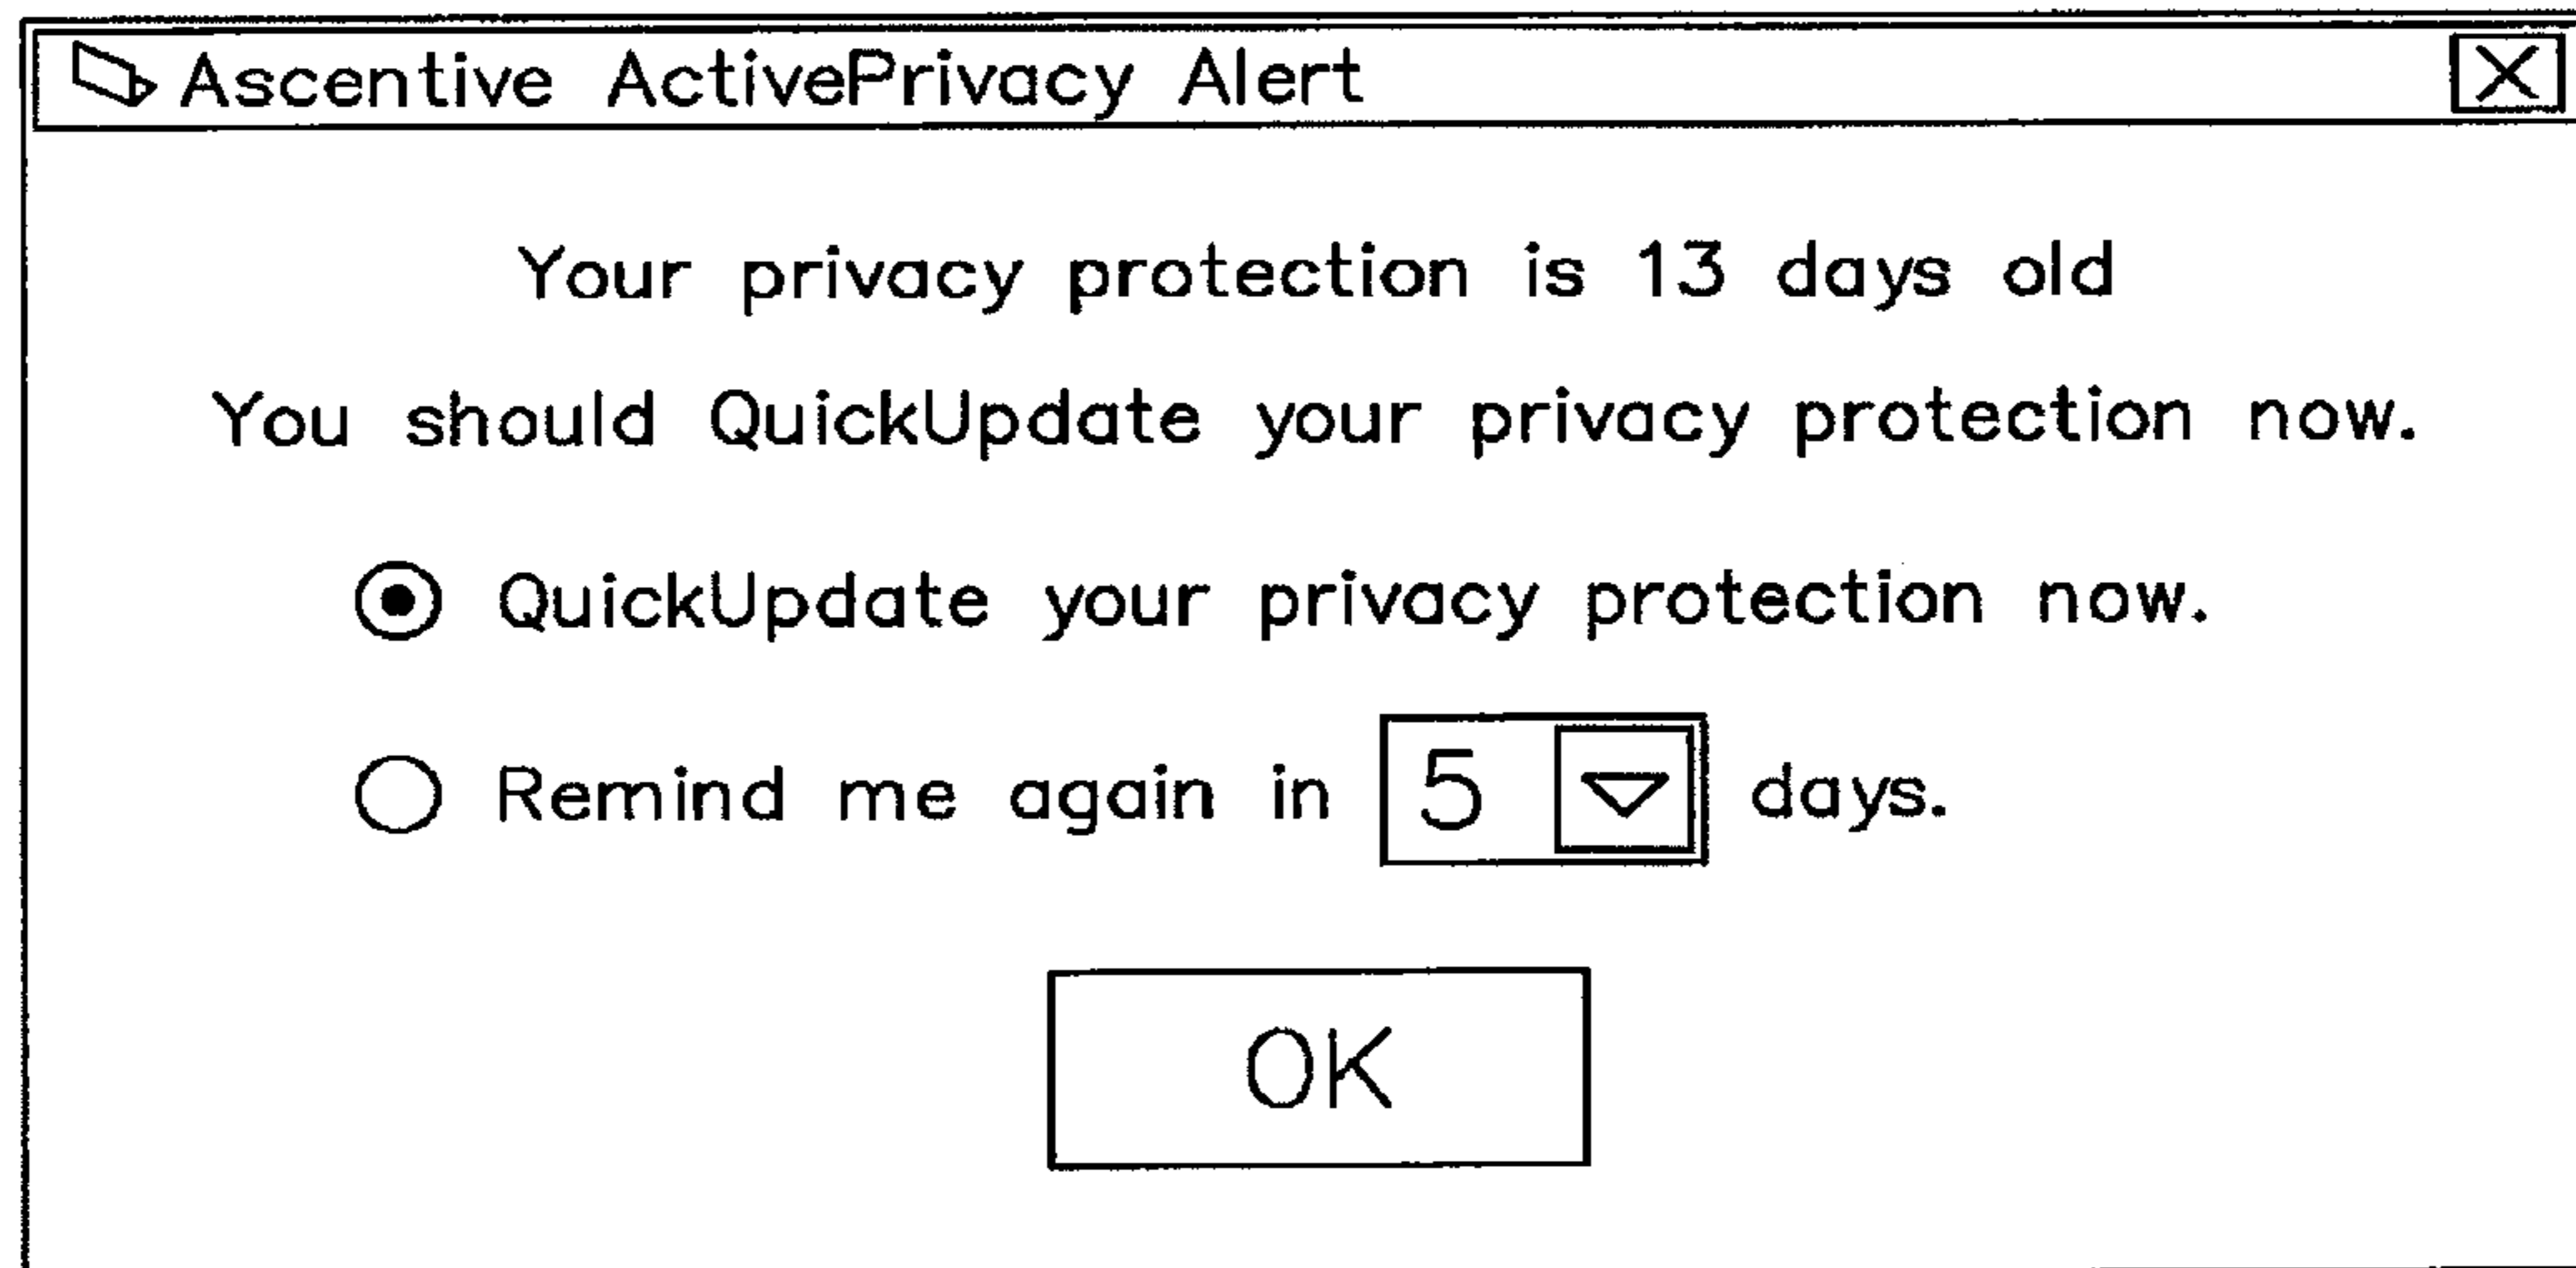 Ascentive ActivePrivacy Alert
Your privacy protection is 13 days old
You should QuickUpdate your privacy protection now.
QuickUpdate your privacy protection now.
Remind me again in 5 days.
OK